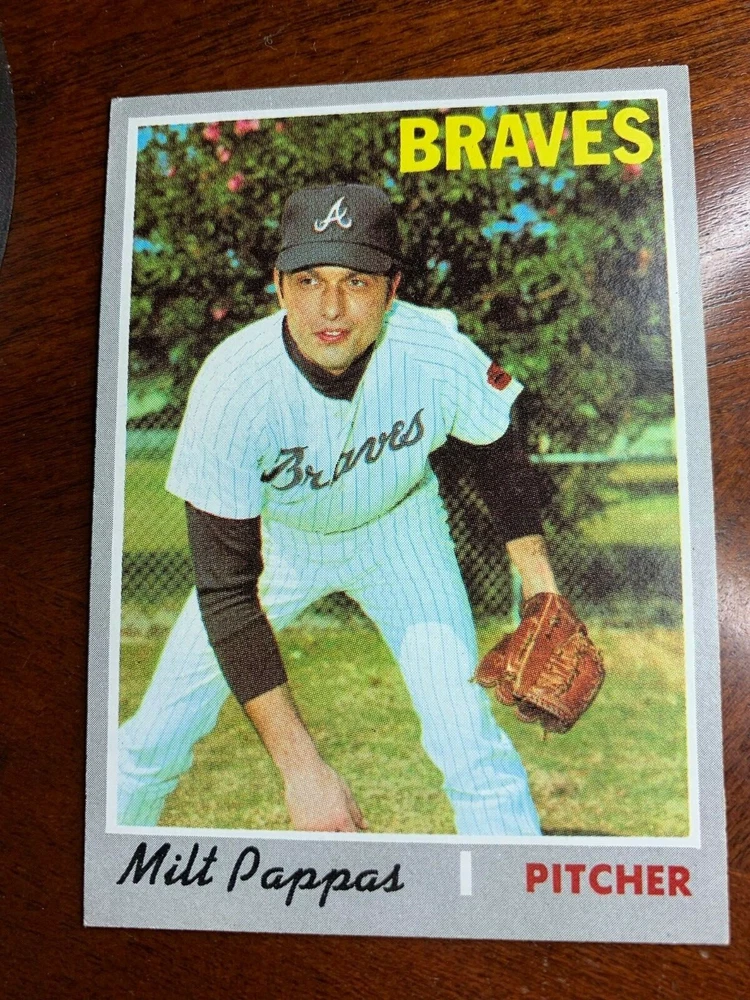 BRAVES
A
Braves
Milt Pappas
PITCHER